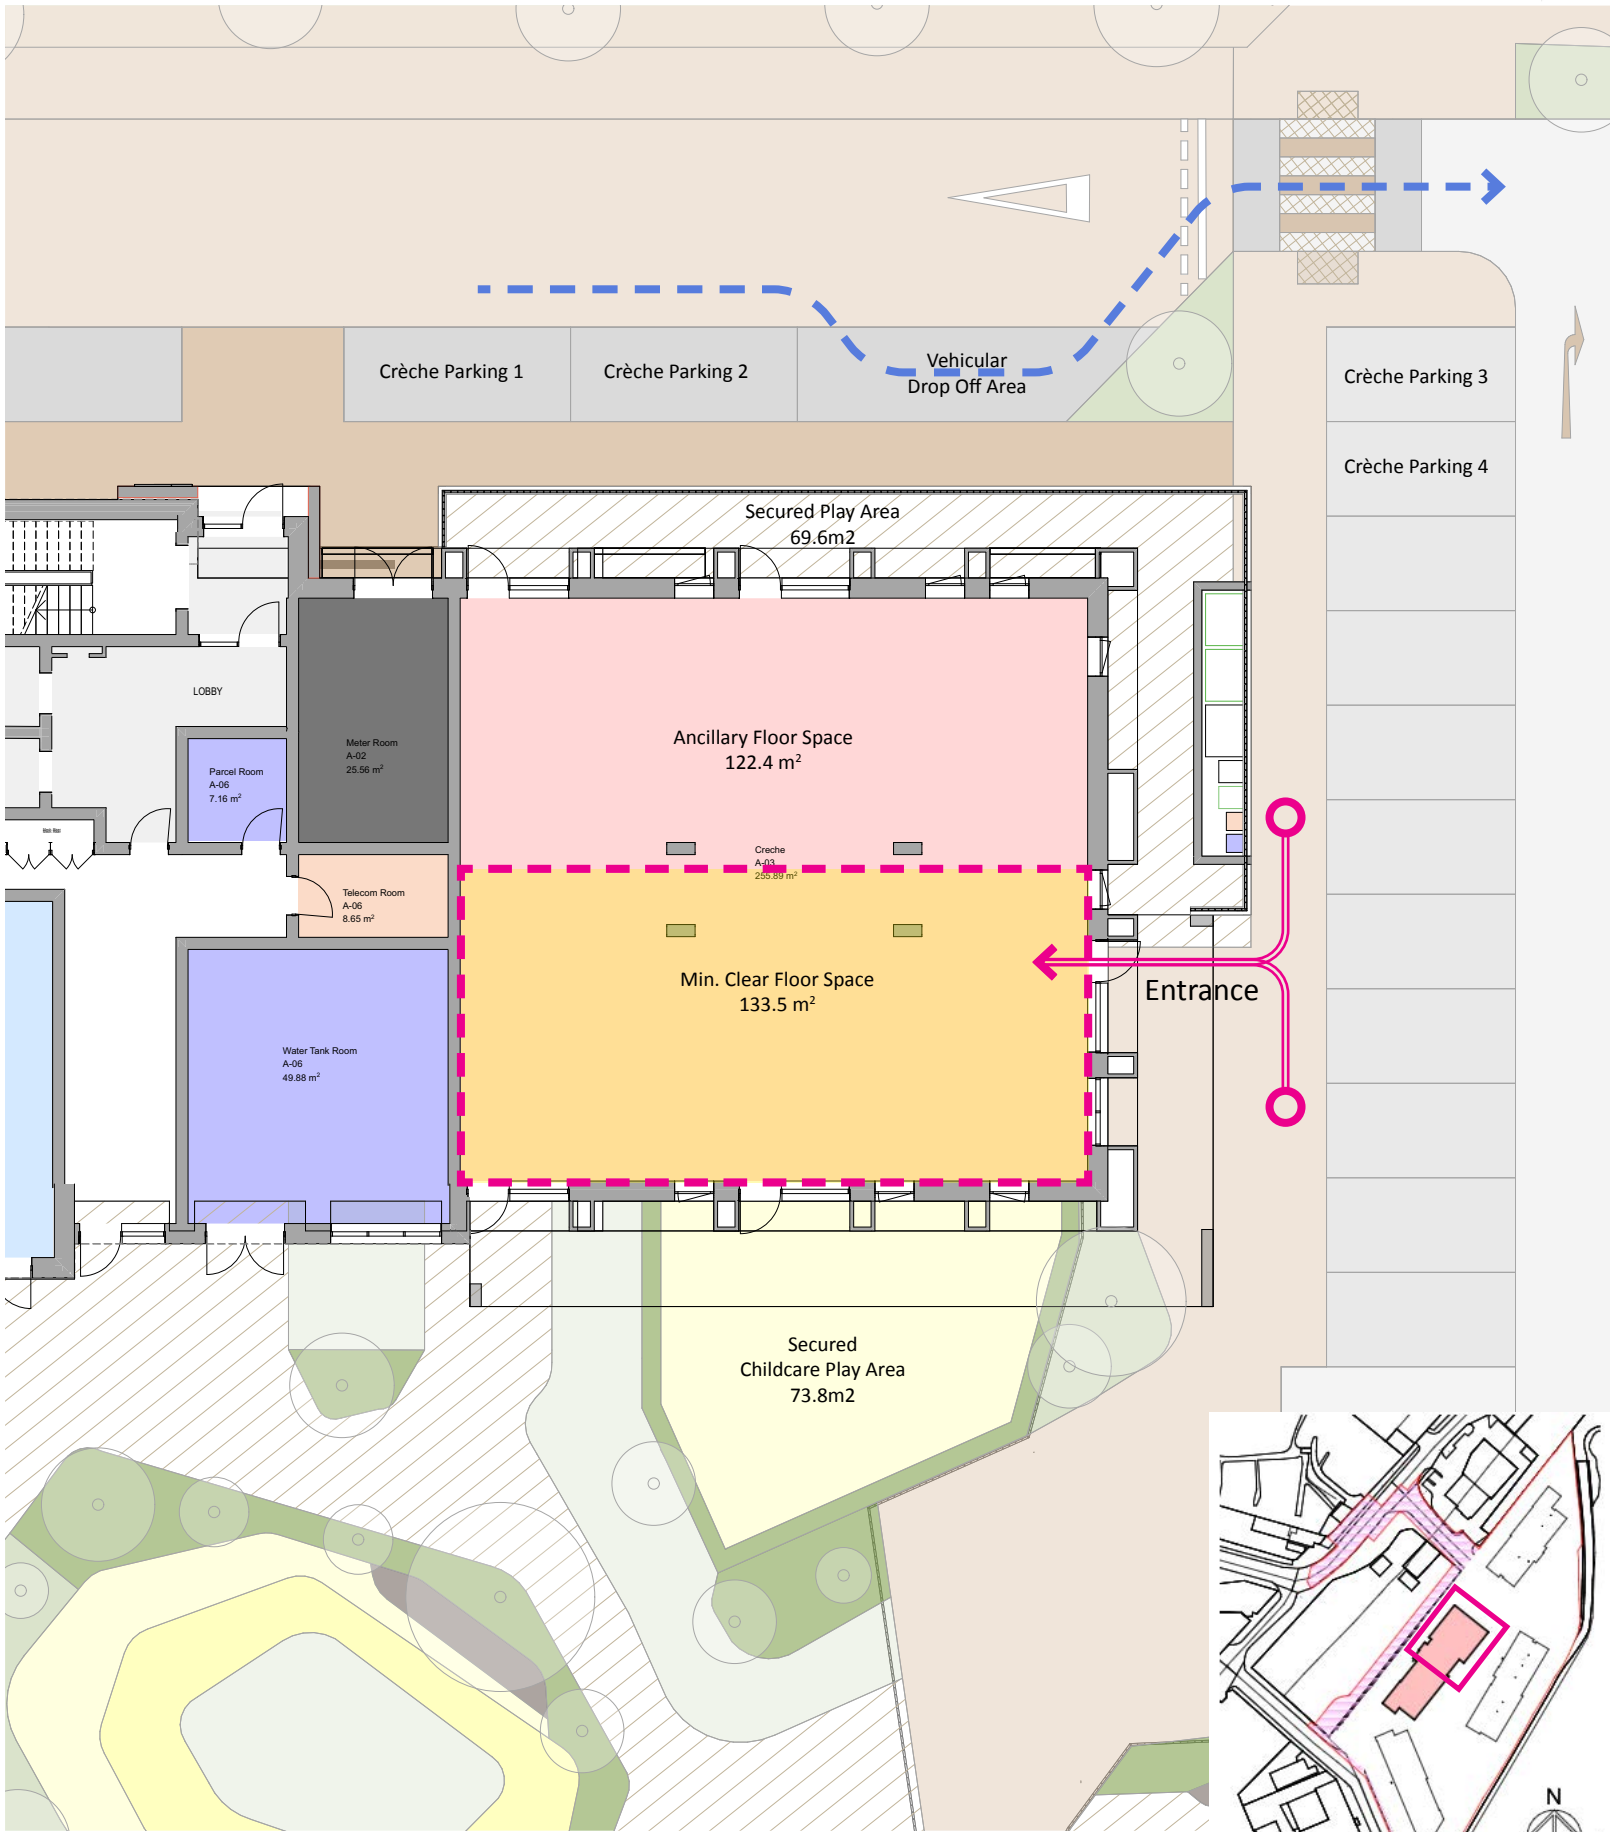 Crèche Parking 1
Crèche Parking 2
Vehicular
Drop Off Area
Crèche Parking 3
Crèche Parking 4
Secured Play Area
69.6m2
LOBBY
Meter Room
A-02
25.56 m²
Parcel Room
A-06
7.16 m²
Ancillary Floor Space
122.4 m²
Creche
A-03
255.89 m²
Telecom Room
A-06
8.65 m²
Min. Clear Floor Space
133.5 m²
Entrance
Water Tank Room
A-06
49.88 m²
Secured
Childcare Play Area
73.8m2
N